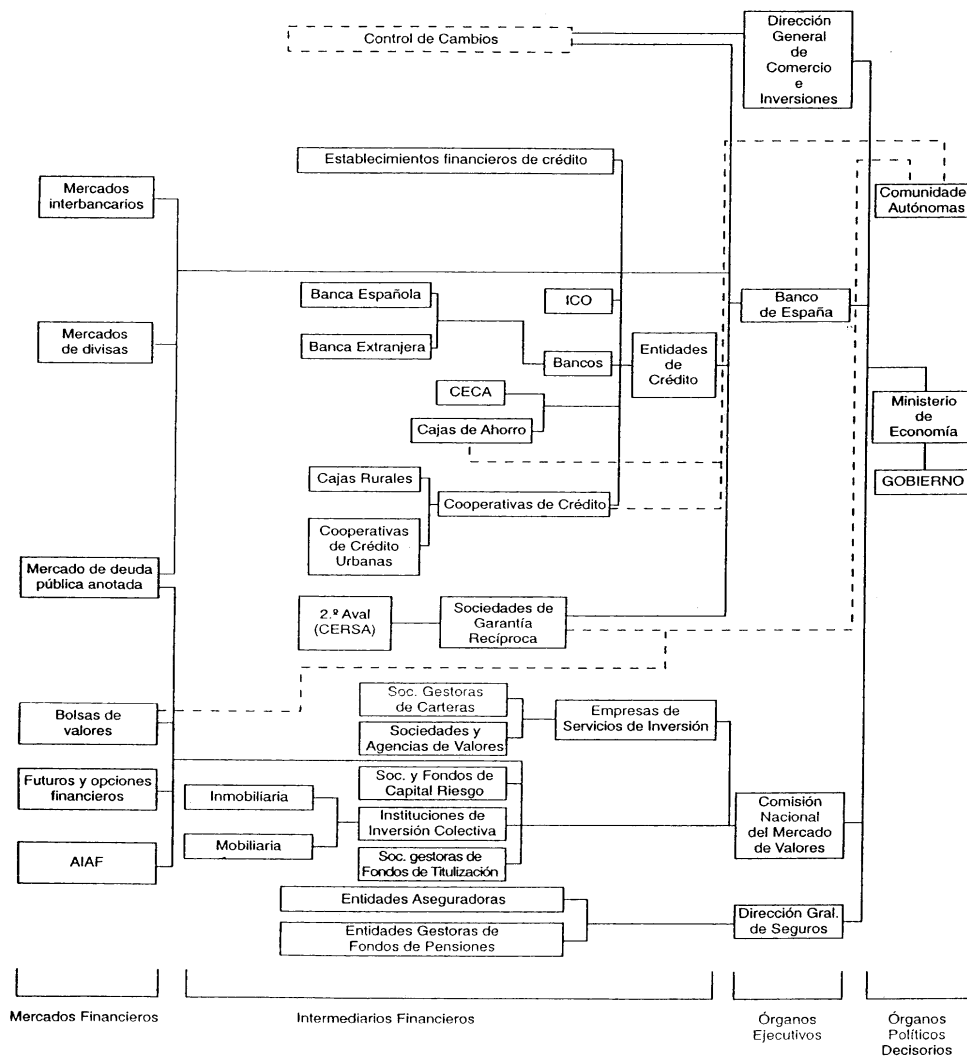 Control de Cambios
Dirección
General
de
Comercio
e
Inversiones
Establecimientos financieros de crédito
Mercados
interbancarios
Comunidade
Autónomas
Banca Española
ICO
Banco
de España
Mercados
de divisas
Banca Extranjera
Bancos
Entidades
de
Crédito
CECA
Cajas de Ahorro
Ministerio
de
Economía
GOBIERNO
Cajas Rurales
Cooperativas de Crédito
Cooperativas
de Crédito
Urbanas
Mercado de deuda
pública anotada
2.º Aval
(CERSA)
Sociedades de
Garantía
Recíproca
Soc. Gestoras
de Carteras
Bolsas de
valores
Empresas de
Servicios de Inversión
Sociedades y
Agencias de Valores
Futuros y opciones
financieros
Soc. y Fondos de
Capital Riesgo
Inmobiliaria
Instituciones de
Inversión Colectiva
Comisión
Nacional
del Mercado
de Valores
Mobiliaria
AIAF
Soc. gestoras de
Fondos de Titulización
Entidades Aseguradoras
Dirección Gral.
de Seguros
Entidades Gestoras de
Fondos de Pensiones
Mercados Financieros
Intermediarios Financieros
Órganos
Ejecutivos
Órganos
Políticos
Decisorios